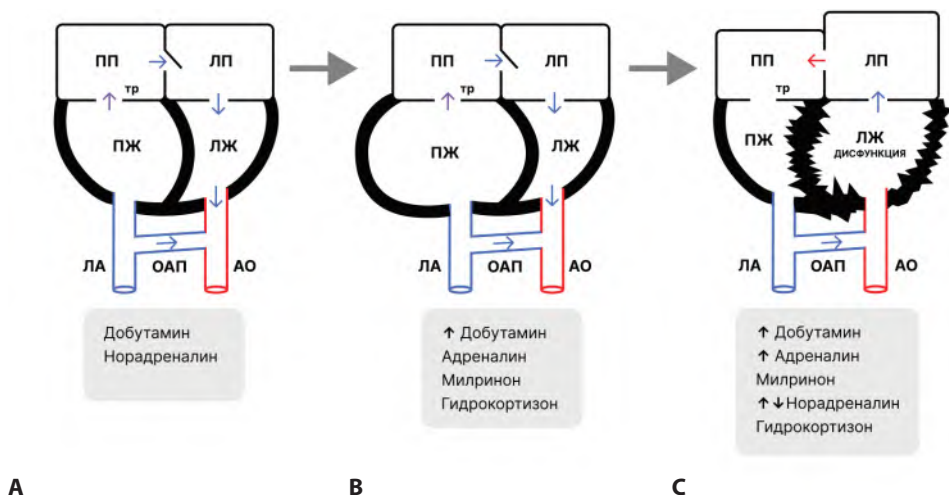 ПП
ЛП
тр
ПЖ
ЛЖ
ЛА
ОАП
АО
Добутамин
Норадреналин
A
ПП
ЛП
тр
ПЖ
ЛЖ
ЛА
ОАП
АО
↑ Добутамин
Адреналин
Милринон
Гидрокортизон
B
ПП
ЛП
тр
ПЖ
ЛЖ
ДИСФУНКЦИЯ
ЛА
ОАП
АО
↑ Добутамин
↑ Адреналин
Милринон
↑↓ Норадреналин
Гидрокортизон
C